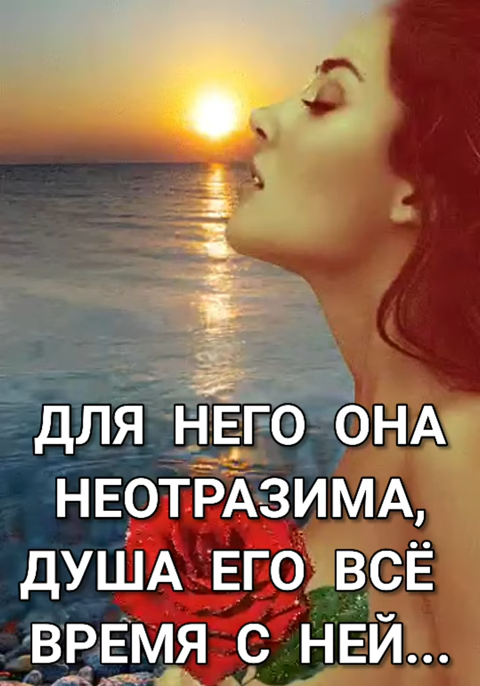 ДЛЯ НЕГО ОНА
НЕОТРАЗИМА,
ДУША ЕГО ВСЁ
ВРЕМЯ С НЕЙ...